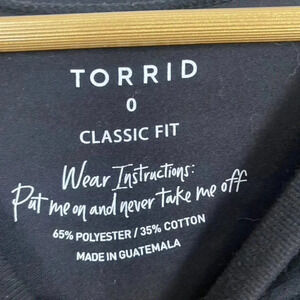 TORRID
0
CLASSIC FIT
Wear Instructions:
Put me on and never take me off
65% POLYESTER / 35% COTTON
MADE IN GUATEMALA